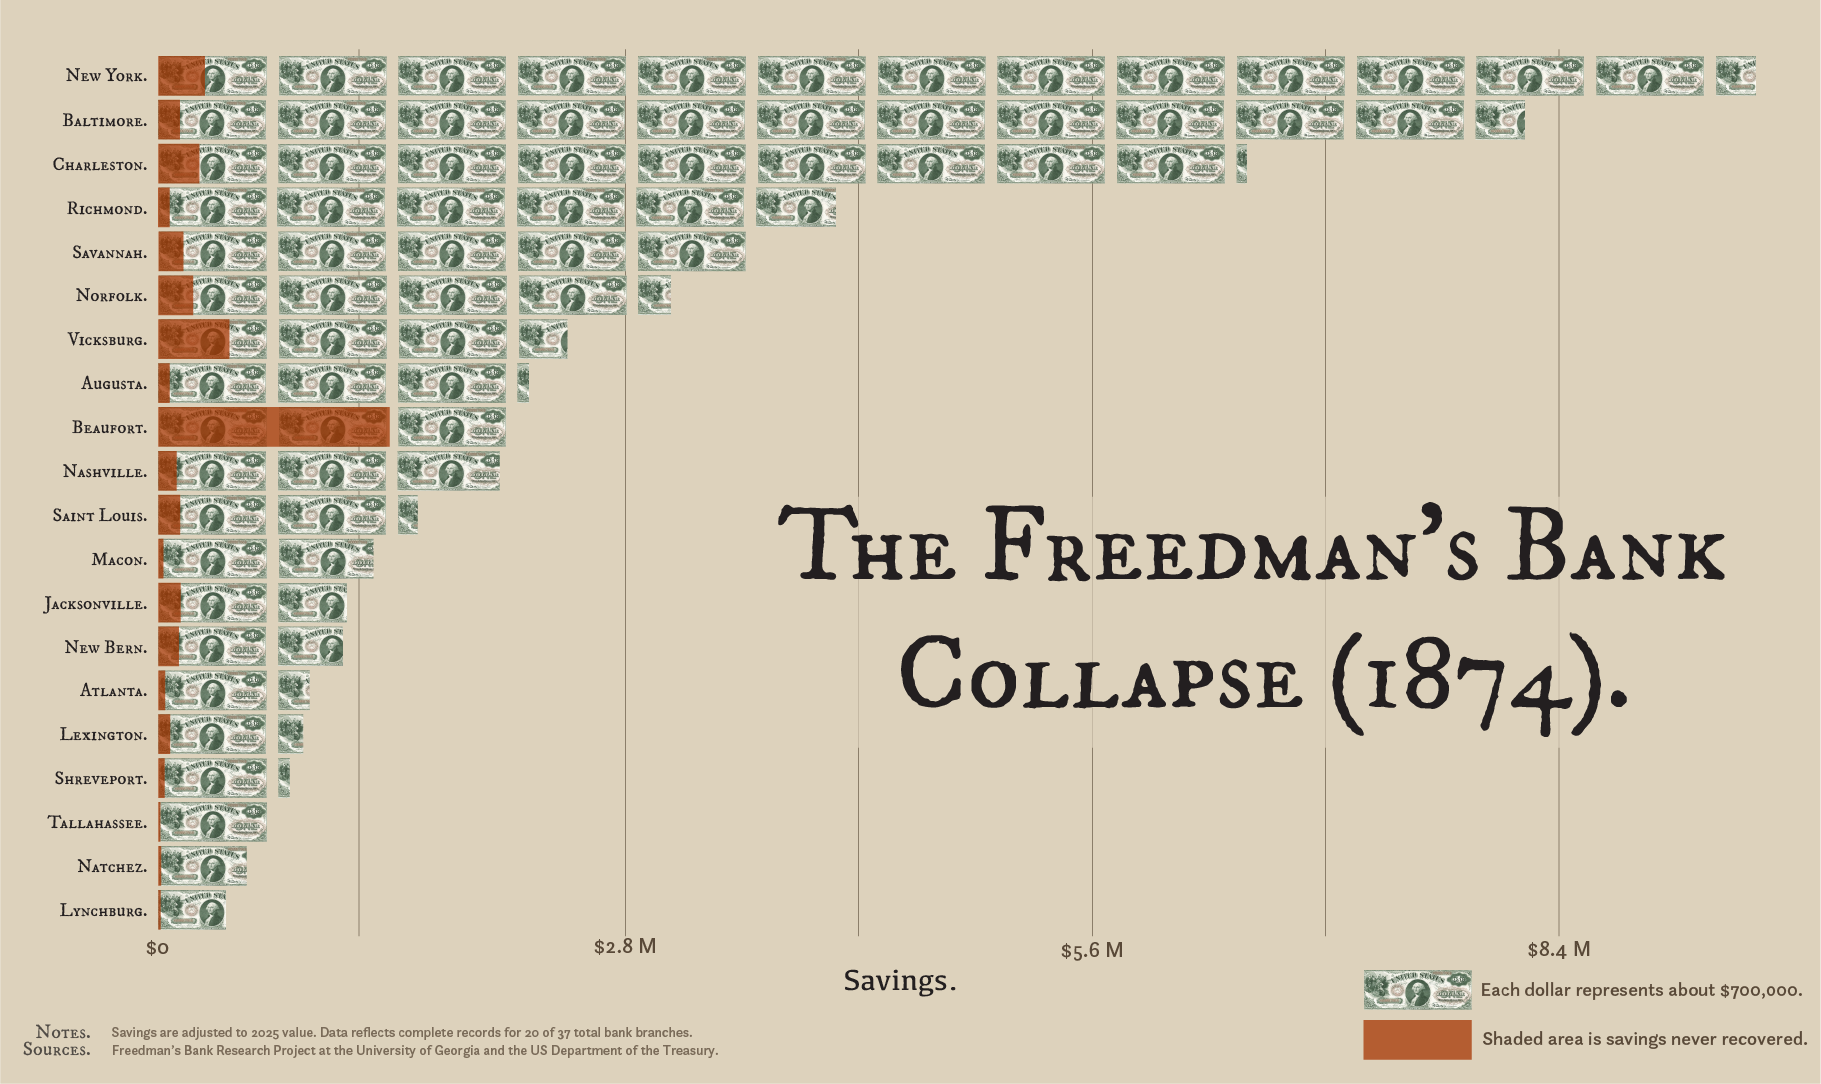 New York.
Baltimore.
Charleston.
Richmond.
Savannah.
Norfolk.
Vicksburg.
Augusta.
Beaufort.
Nashville.
Saint Louis.
Macon.
Jacksonville.
New Bern.
Atlanta.
Lexington.
Shreveport.
Tallahassee.
Natchez.
Lynchburg.
The Freedman's Bank
Collapse (1874).
$0
$2.8 M
$5.6 M
$8.4 M
Savings.
UNITED STATES
Each dollar represents about $700,000.
Shaded area is savings never recovered.
Notes. Savings are adjusted to 2025 value. Data reflects complete records for 20 of 37 total bank branches.
Sources. Freedman's Bank Research Project at the University of Georgia and the US Department of the Treasury.